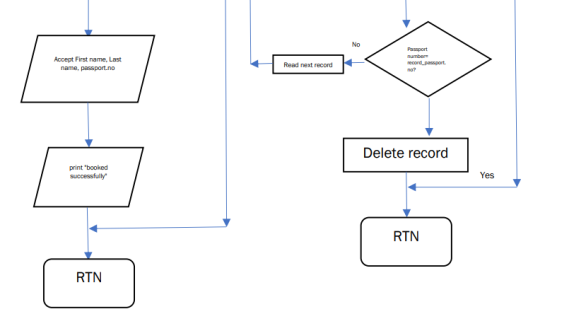 Accept First name, Last
name, passport.no
print "booked
successfully"
RTN
No
Read next record
Passport
number=
record_passport.
no?
Delete record
Yes
RTN